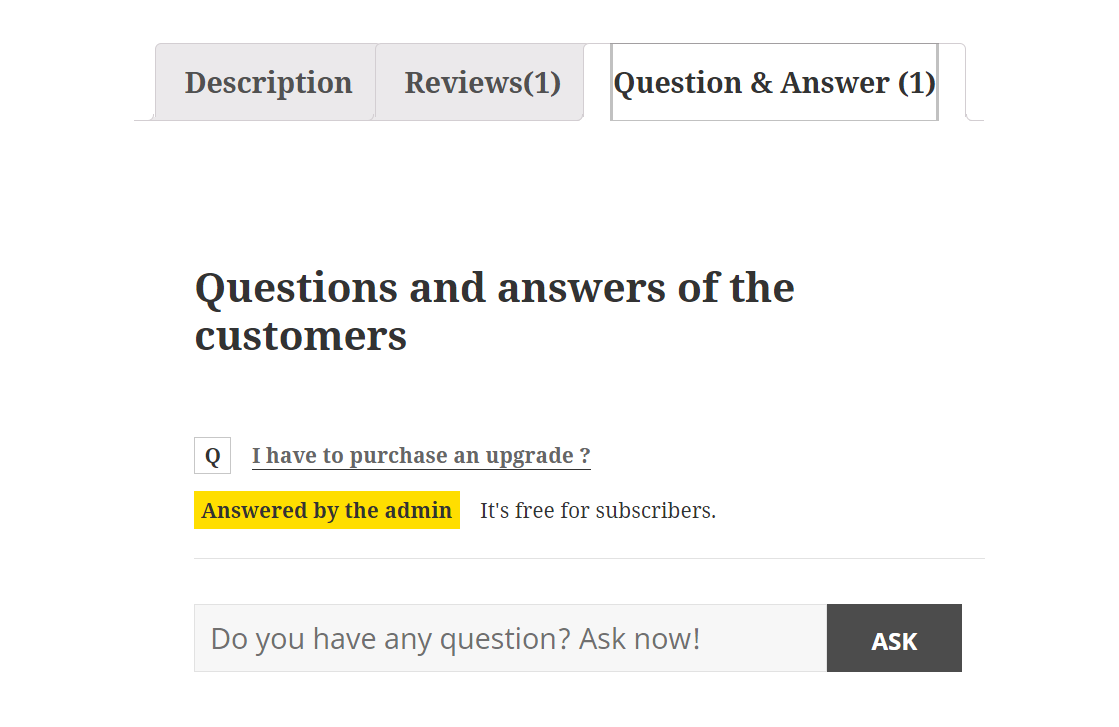 Description Reviews(1) Question & Answer (1)
Questions and answers of the
customers
Q I have to purchase an upgrade ?
Answered by the admin It's free for subscribers.
Do you have any question? Ask now! ASK